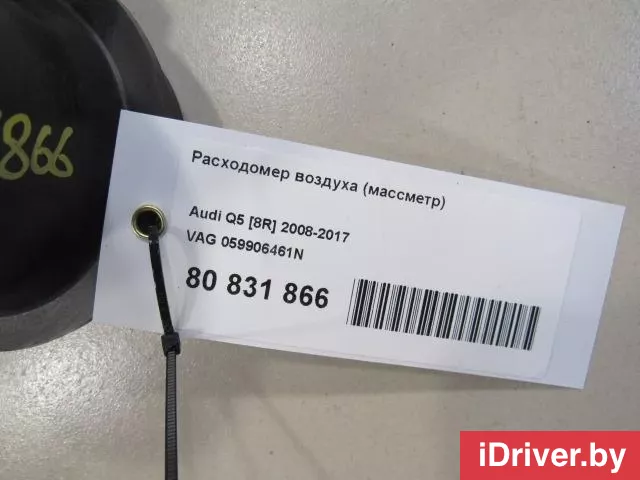 866
Расходомер воздуха (массметр)
Audi Q5 [8R] 2008-2017
VAG 059906461N
80 831 866
iDriver.by